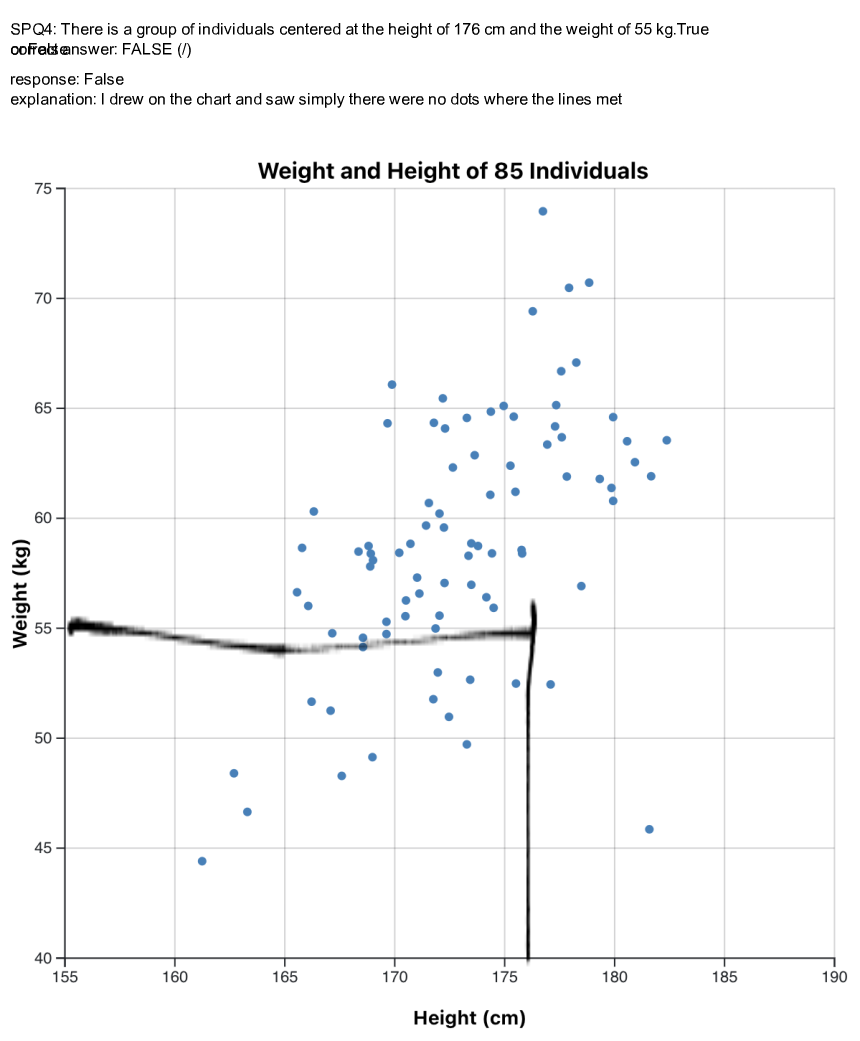 SPQ4: There is a group of individuals centered at the height of 176 cm and the weight of 55 kg.True
or False
correct answer: FALSE (/)
response: False
explanation: I drew on the chart and saw simply there were no dots where the lines met
Weight and Height of 85 Individuals
75
70
65
60
55
50
45
40
Weight (kg)
155 160 165 170 175 180 185 190
Height (cm)